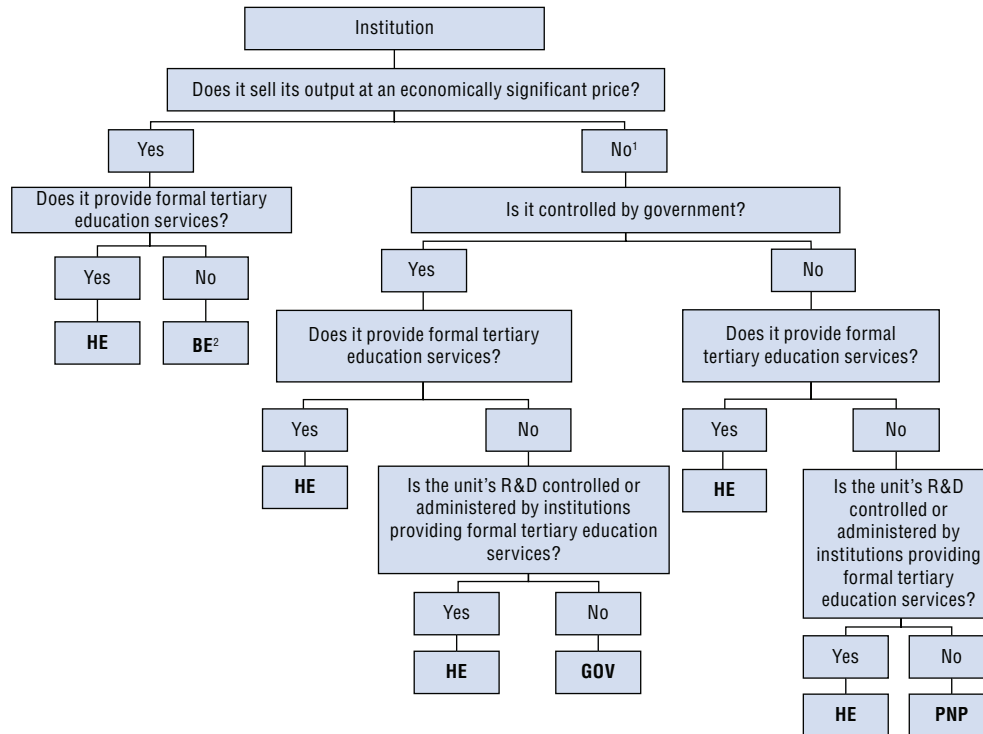 Institution
Does it sell its output at an economically significant price?
Yes
No¹
Does it provide formal tertiary
education services?
Is it controlled by government?
Yes
No
Yes
No
HE
BE²
Does it provide formal tertiary
education services?
Does it provide formal
tertiary education services?
Yes
No
Yes
No
HE
Is the unit's R&D controlled or
administered by institutions
providing formal tertiary education
services?
HE
Is the unit's R&D
controlled or
administered by
institutions providing
formal tertiary
education services?
Yes
No
HE
GOV
Yes
No
HE
PNP